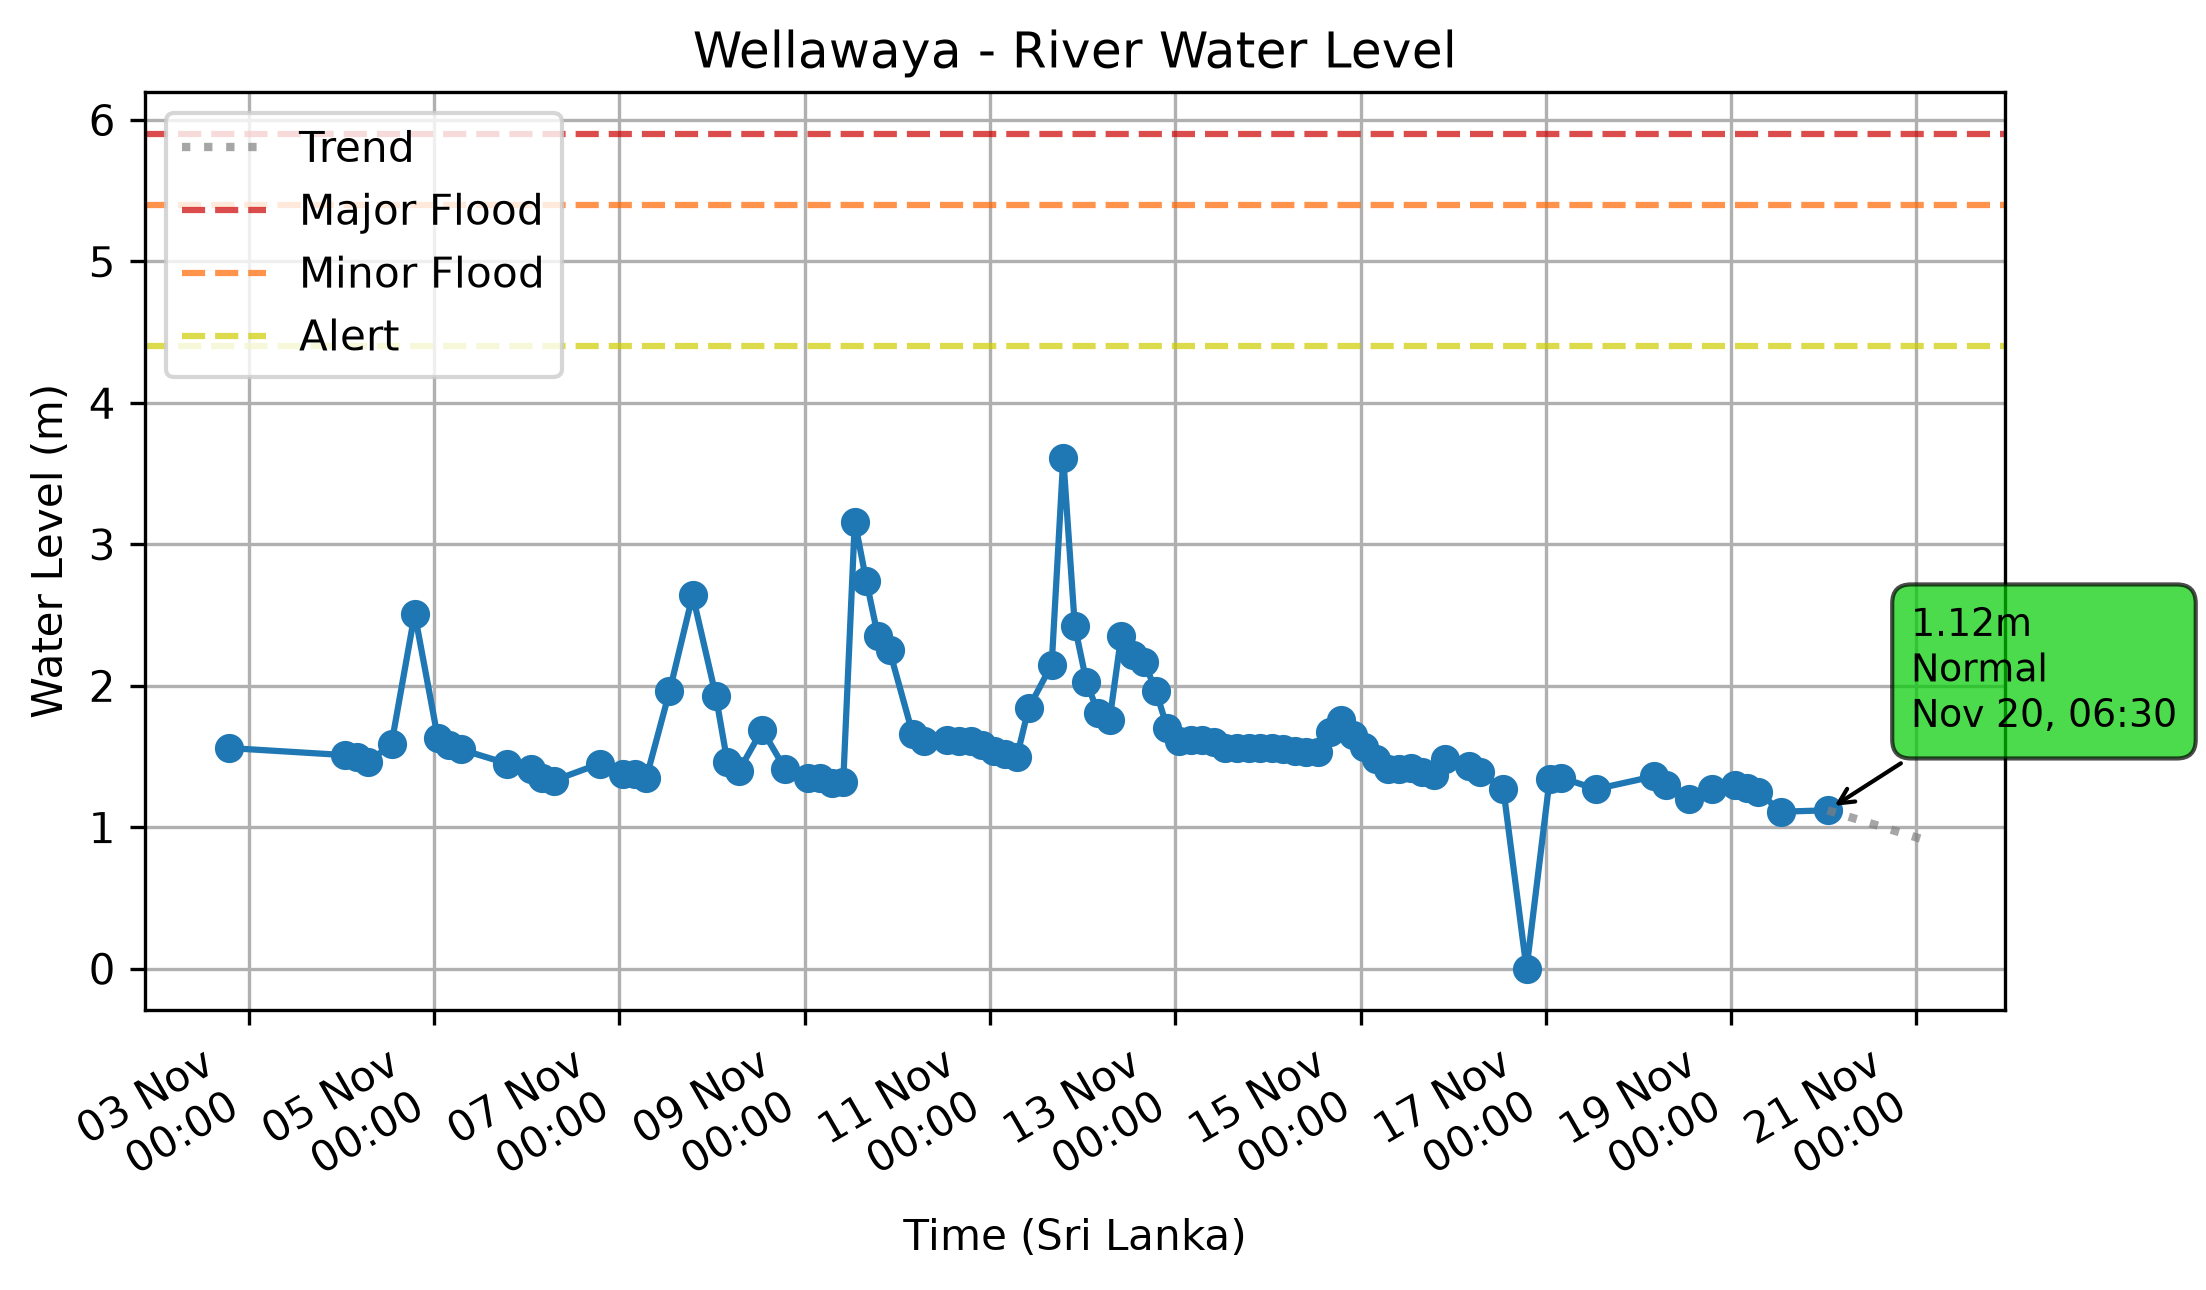 Wellawaya - River Water Level
Trend
Major Flood
Minor Flood
Alert
6
5
4
3
2
1
0
Water Level (m)
1.12m
Normal
Nov 20, 06:30
03 Nov
00:00
05 Nov
00:00
07 Nov
00:00
09 Nov
00:00
11 Nov
00:00
13 Nov
00:00
15 Nov
00:00
17 Nov
00:00
19 Nov
00:00
21 Nov
00:00
Time (Sri Lanka)